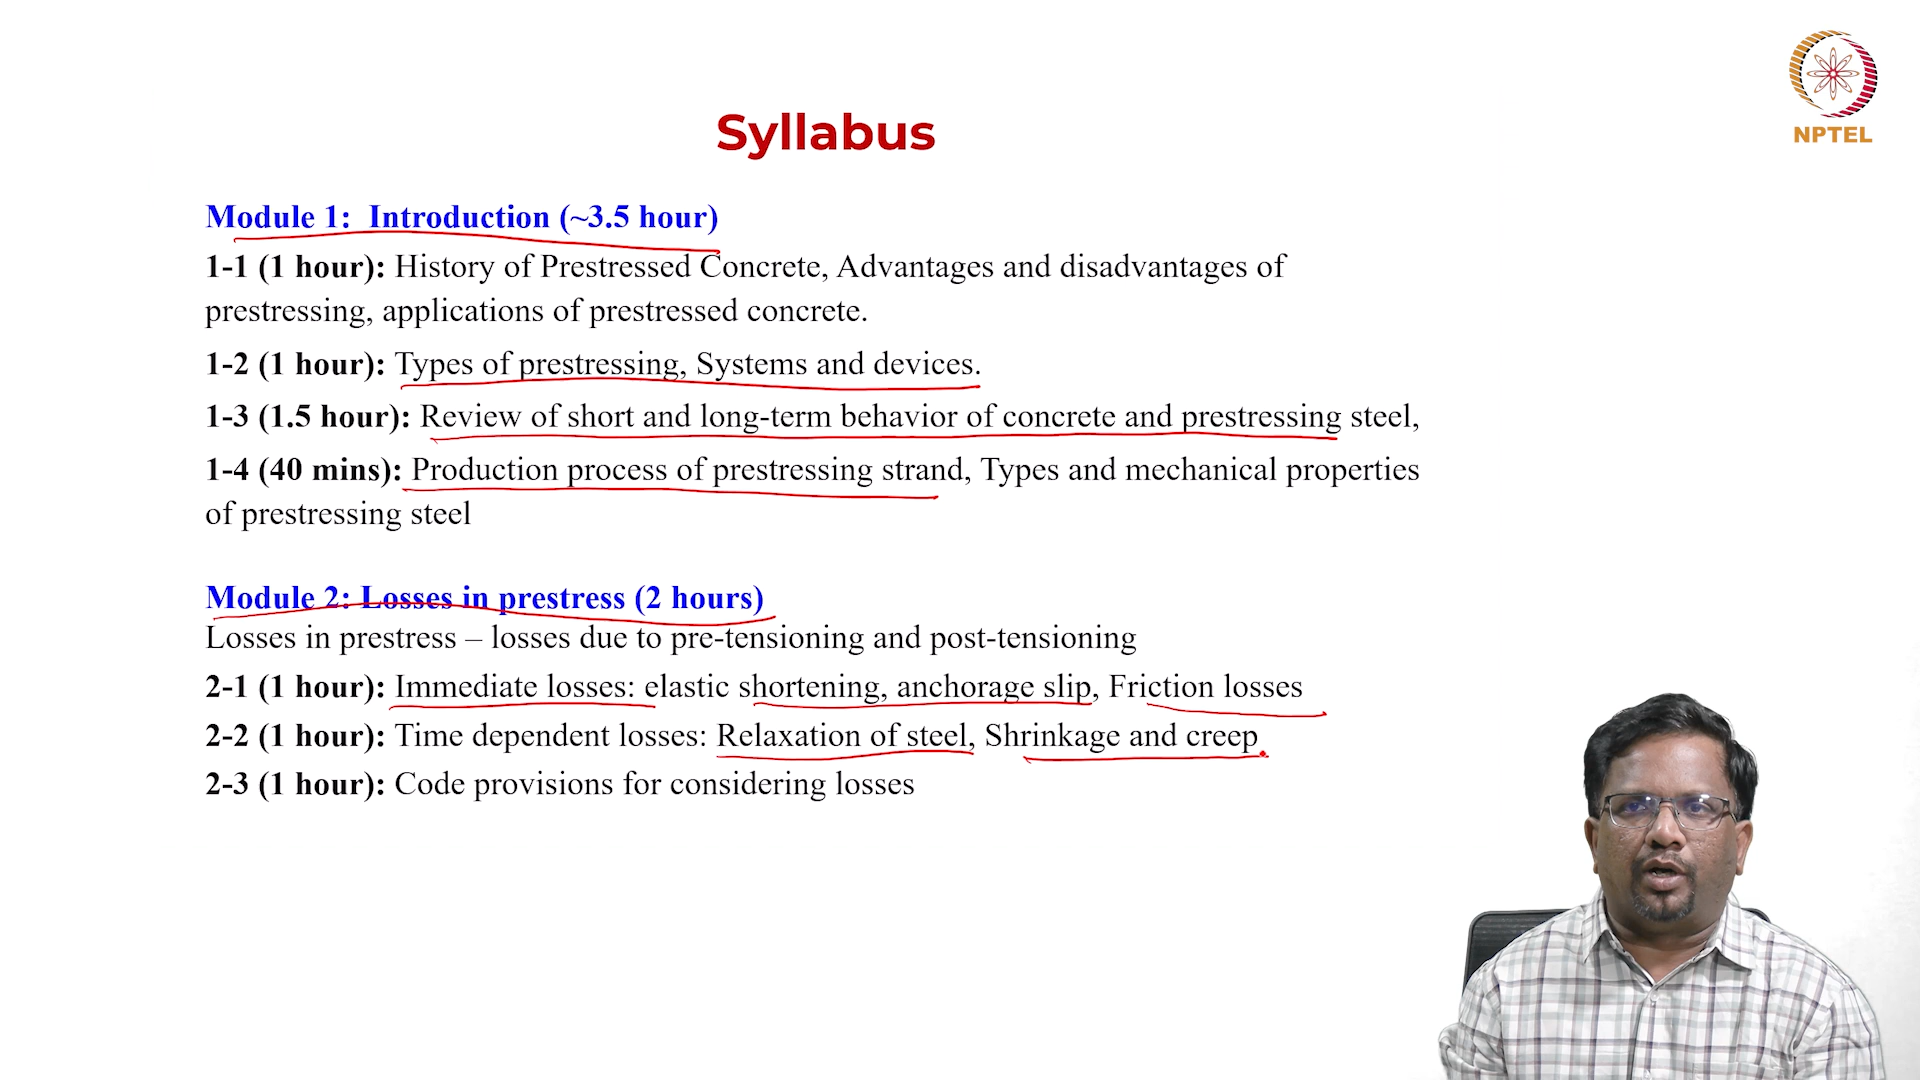 NPTEL
Syllabus
Module 1:  Introduction (~3.5 hour)
1-1 (1 hour): History of Prestressed Concrete, Advantages and disadvantages of
prestressing, applications of prestressed concrete.
1-2 (1 hour): Types of prestressing, Systems and devices.
1-3 (1.5 hour): Review of short and long-term behavior of concrete and prestressing steel,
1-4 (40 mins): Production process of prestressing strand, Types and mechanical properties
of prestressing steel
Module 2: Losses in prestress (2 hours)
Losses in prestress – losses due to pre-tensioning and post-tensioning
2-1 (1 hour): Immediate losses: elastic shortening, anchorage slip, Friction losses
2-2 (1 hour): Time dependent losses: Relaxation of steel, Shrinkage and creep
2-3 (1 hour): Code provisions for considering losses